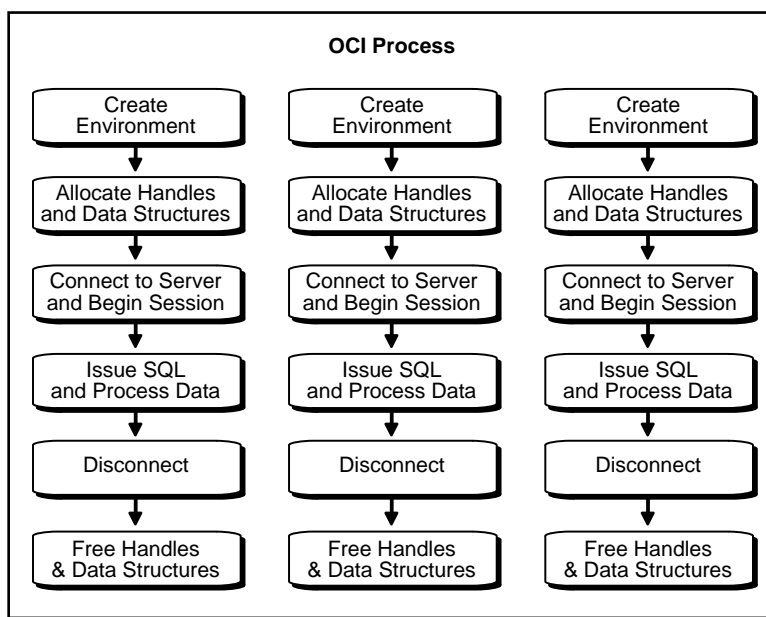 OCI Process
Create
Environment
Allocate Handles
and Data Structures
Connect to Server
and Begin Session
Issue SQL
and Process Data
Disconnect
Free Handles
& Data Structures
Create
Environment
Allocate Handles
and Data Structures
Connect to Server
and Begin Session
Issue SQL
and Process Data
Disconnect
Free Handles
& Data Structures
Create
Environment
Allocate Handles
and Data Structures
Connect to Server
and Begin Session
Issue SQL
and Process Data
Disconnect
Free Handles
& Data Structures